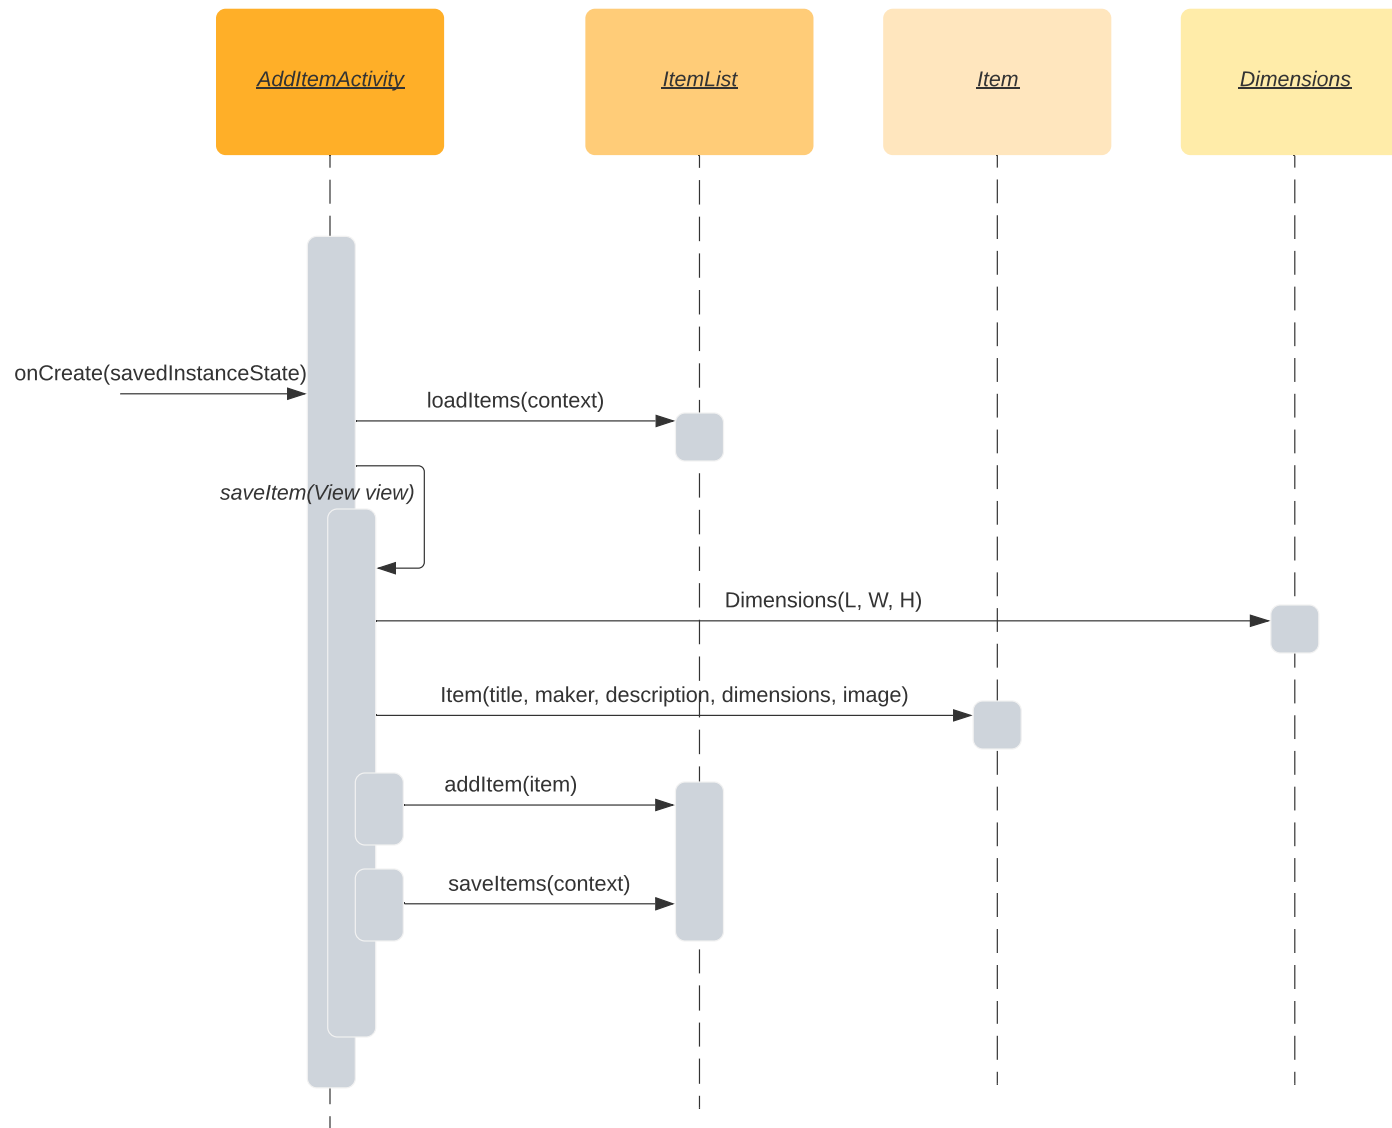 AddItemActivity
ItemList
Item
Dimensions
onCreate(savedInstanceState)
loadItems(context)
saveItem(View view)
Dimensions(L, W, H)
Item(title, maker, description, dimensions, image)
addItem(item)
saveItems(context)